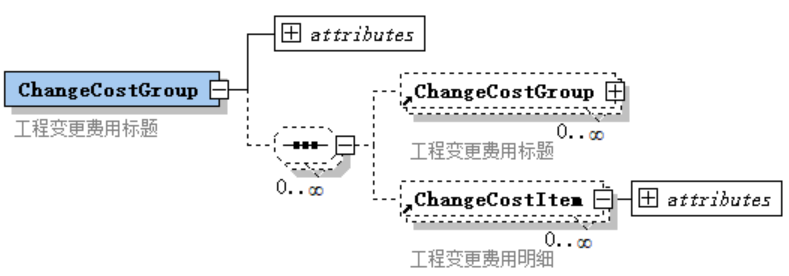 attributes
ChangeCostGroup
工程变更费用标题
0..∞
ChangeCostGroup
0..∞
工程变更费用标题
ChangeCostItem
attributes
0..∞
工程变更费用明细